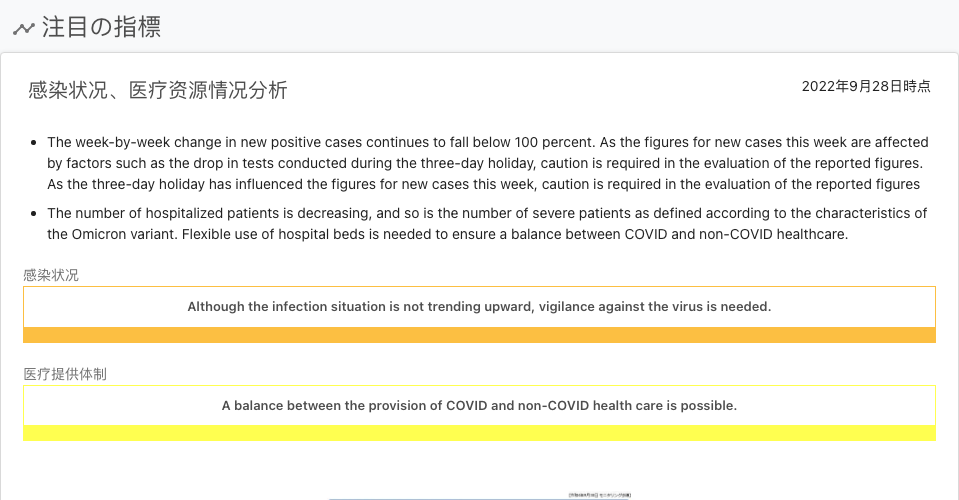 注目の指標
感染状况、医疗资源情况分析
2022年9月28日時点
The week-by-week change in new positive cases continues to fall below 100 percent. As the figures for new cases this week are affected
by factors such as the drop in tests conducted during the three-day holiday, caution is required in the evaluation of the reported figures.
As the three-day holiday has influenced the figures for new cases this week, caution is required in the evaluation of the reported figures
The number of hospitalized patients is decreasing, and so is the number of severe patients as defined according to the characteristics of
the Omicron variant. Flexible use of hospital beds is needed to ensure a balance between COVID and non-COVID healthcare.
感染状况
Although the infection situation is not trending upward, vigilance against the virus is needed.
医疗提供体制
A balance between the provision of COVID and non-COVID health care is possible.